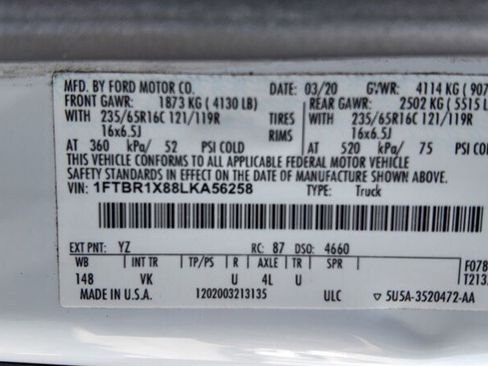 MFD. BY FORD MOTOR CO. DATE: 03/20 GVWR: 4114 KG ( 907
FRONT GAWR: 1873 KG ( 4130 LB) REAR GAWR: 2502 KG ( 5515 L
WITH 235/65R16C 121/119R TIRES WITH 235/65R16C 121/119R
16x6.5J RIMS 16x6.5J
AT 360 kPa/ 52 PSI COLD AT 520 kPa/ 75 PSI CO
THIS VEHICLE CONFORMS TO ALL APPLICABLE FEDERAL MOTOR VEHICLE
SAFETY STANDARDS IN EFFECT ON THE DATE OF MANUFACTURE SHOWN ABOVE.
VIN: 1FTBR1X88LKA56258 TYPE: Truck
EXT PNT: YZ RC: 87 DSO: 4660
WB INT TR TP/PS R AXLE TR SPR F078
148 VK U 4L U T213
MADE IN U.S.A. 1202003213135 ULC 5U5A-3520472-AA